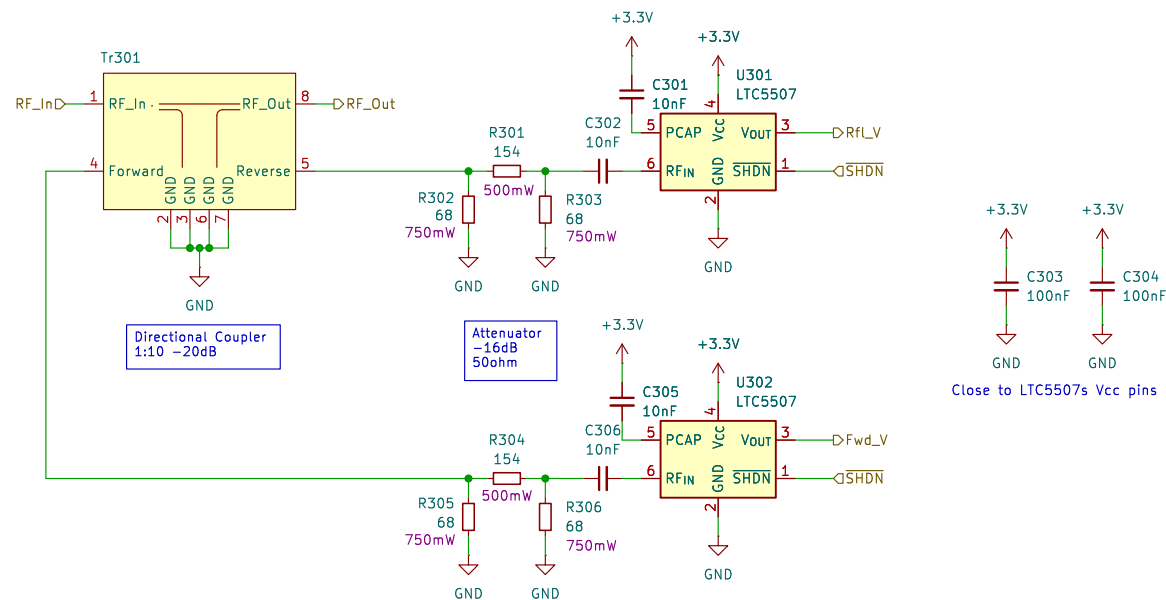 Tr301
RF_In
1
RF_In
RF_Out
8
RF_Out
4
Forward
Reverse
5
GND
GND
GND
GND
2
3
6
7
GND
Directional Coupler
1:10 -20dB
R301
154
500mW
R302
68
750mW
GND
R303
68
750mW
GND
Attenuator
-16dB
50ohm
+3.3V
C301
10nF
C302
10nF
+3.3V
U301
LTC5507
4
5
PCAP
Vcc
VOUT
3
Rfl_V
6
RFIN
GND
SHDN
1
SHDN
2
GND
+3.3V
C303
100nF
GND
+3.3V
C304
100nF
GND
Close to LTC5507s Vcc pins
R304
154
500mW
R305
68
750mW
GND
R306
68
750mW
GND
+3.3V
C305
10nF
C306
10nF
+3.3V
U302
LTC5507
4
5
PCAP
Vcc
VOUT
3
Fwd_V
6
RFIN
GND
SHDN
1
SHDN
2
GND